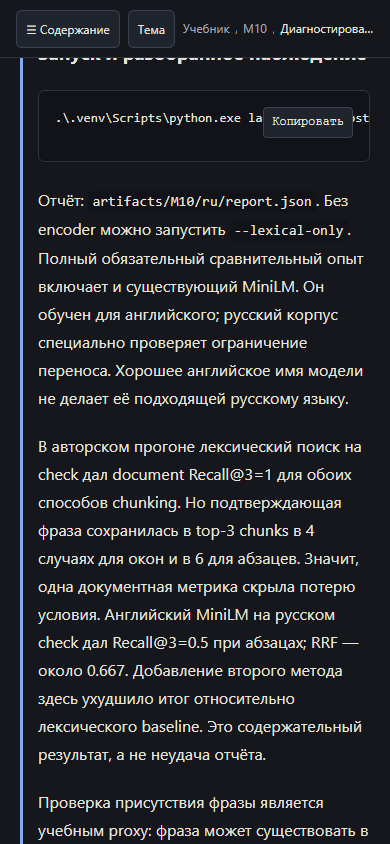 ☰ Содержание
Тема
Учебник / M10 / Диагностирова...
Запуск и разобранное наблюдение
.\.venv\Scripts\python.exe la
Копировать
Отчёт: artifacts/M10/ru/report.json. Без
encoder можно запустить --lexical-only.
Полный обязательный сравнительный опыт
включает и существующий MiniLM. Он
обучен для английского; русский корпус
специально проверяет ограничение
переноса. Хорошее английское имя модели
не делает её подходящей русскому языку.
В авторском прогоне лексический поиск на
check дал document Recall@3=1 для обоих
способов chunking. Но подтверждающая
фраза сохранилась в top-3 chunks в 4
случаях для окон и в 6 для абзацев. Значит,
одна документная метрика скрыла потерю
условия. Английский MiniLM на русском
check дал Recall@3=0.5 при абзацах; RRF —
около 0.667. Добавление второго метода
здесь ухудшило итог относительно
лексического baseline. Это содержательный
результат, а не неудача отчёта.
Проверка присутствия фразы является
учебным proxy: фраза может существовать в